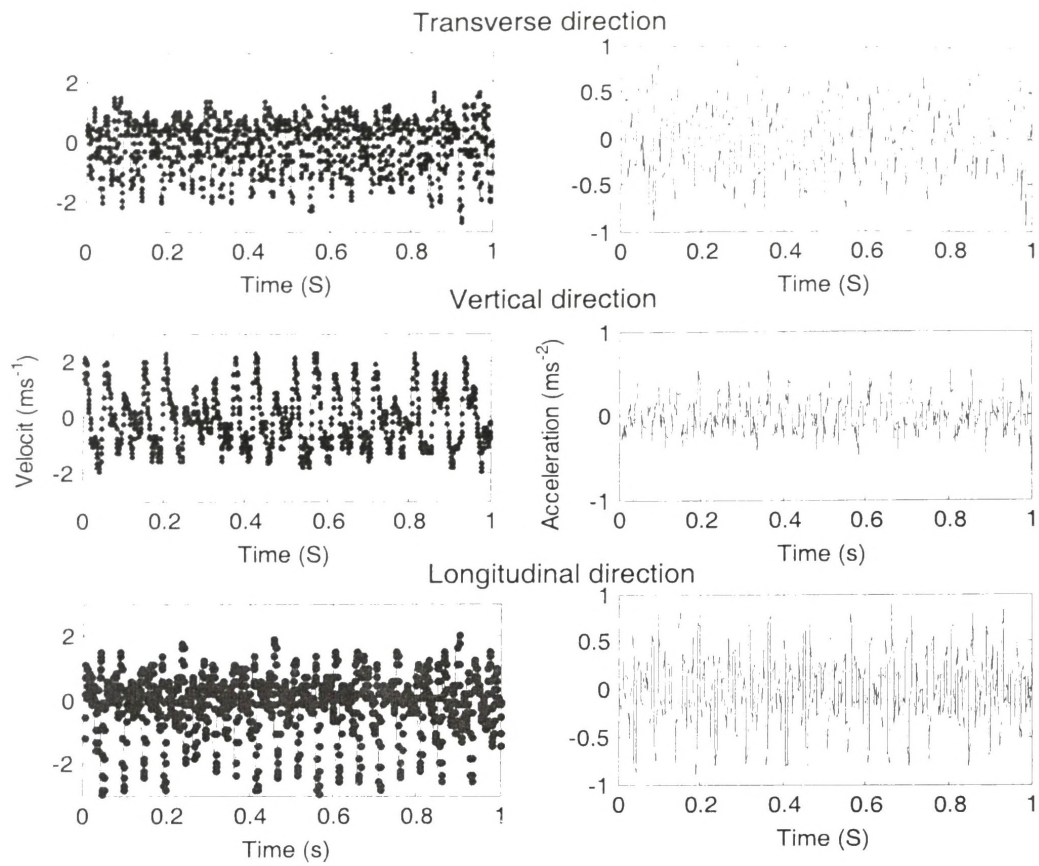 Transverse direction
2
0
-2
0 0.2 0.4 0.6 0.8 1
Time (S)
1
0.5
0
-0.5
-1
0 0.2 0.4 0.6 0.8 1
Time (S)
Vertical direction
Velocit (ms-1)
2
0
-2
0 0.2 0.4 0.6 0.8 1
Time (S)
Acceleration (ms-2)
1
0
-1
0 0.2 0.4 0.6 0.8 1
Time (s)
Longitudinal direction
2
0
-2
0 0.2 0.4 0.6 0.8 1
Time (s)
1
0.5
0
-0.5
-1
0 0.2 0.4 0.6 0.8 1
Time (S)